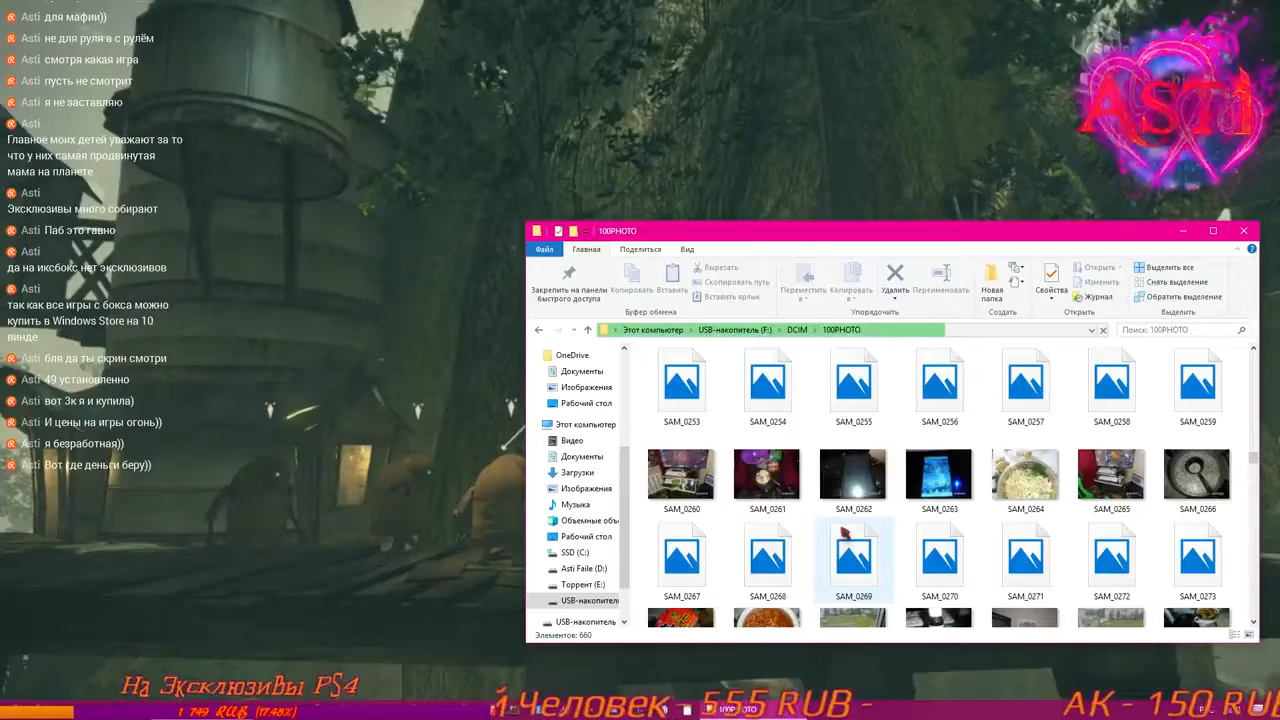 Asti для мафии))
Asti не для руля а с рулём
Asti смотря какая игра
Asti пусть не смотрит
Asti я не заставляю
Asti
Главное моих детей уважают за то
что у них самая продвинутая
мама на планете
Asti
Эксклюзивы много собирают
Asti Паб это гавно
Asti
да на иксбокс нет эксклюзивов
Asti
так как все игры с бокса можно
купить в Windows Store на 10
винде
Asti бля да ты скрин смотри
Asti 49 установленно
Asti вот 3к я и купила)
Asti И цены на игры огонь))
Asti я безработная))
Asti Вот где деньги беру))
Asti
100PHOTO
Файл Главная Поделиться Вид
Закрепить на панели
быстрого доступа
Копировать
Вставить
Вырезать
Скопировать путь
Вставить ярлык
Буфер обмена
Переместить
в
Копировать
в
Удалить
Переименовать
Упорядочить
Новая
папка
Создать
Свойства
Открыть
Изменить
Журнал
Открыть
Выделить все
Снять выделение
Обратить выделение
Выделить
Этот компьютер USB-накопитель (F:) DCIM 100PHOTO
Поиск: 100PHOTO
OneDrive
Документы
Изображения
Рабочий стол
Этот компьютер
Видео
Документы
Загрузки
Изображения
Музыка
Объемные объ
Рабочий стол
SSD (C:)
Asti Faile (D:)
Торрент (E:)
USB-накопитель
USB-накопитель
SAM_0253 SAM_0254 SAM_0255 SAM_0256 SAM_0257 SAM_0258 SAM_0259
SAM_0260 SAM_0261 SAM_0262 SAM_0263 SAM_0264 SAM_0265 SAM_0266
SAM_0267 SAM_0268 SAM_0269 SAM_0270 SAM_0271 SAM_0272 SAM_0273
Элементов: 660
На Эксклюзивы PS4
1 749 RUB (17.48%)
й Человек - 555 RUB - АК - 150 RUB
100PHOTO